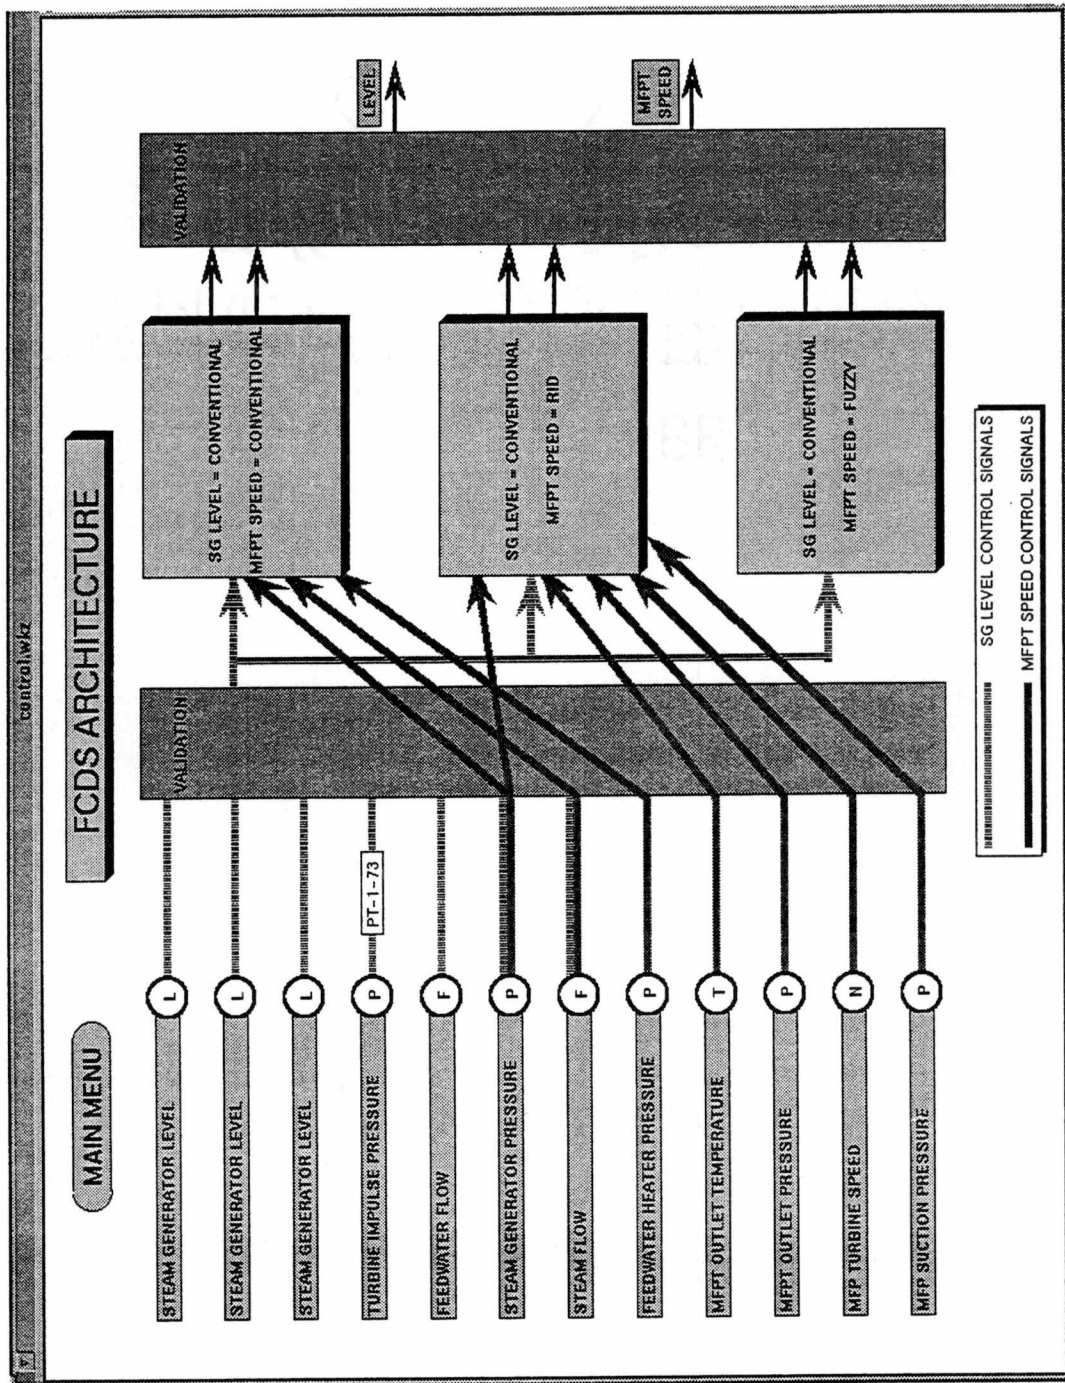 control.wkz
MAIN MENU
FCDS ARCHITECTURE
STEAM GENERATOR LEVEL
L
STEAM GENERATOR LEVEL
L
STEAM GENERATOR LEVEL
L
TURBINE IMPULSE PRESSURE
P
PT-1-73
FEEDWATER FLOW
F
STEAM GENERATOR PRESSURE
P
STEAM FLOW
F
FEEDWATER HEATER PRESSURE
P
MFPT OUTLET TEMPERATURE
T
MFPT OUTLET PRESSURE
P
MFP TURBINE SPEED
N
MFP SUCTION PRESSURE
P
VALIDATION
SG LEVEL = CONVENTIONAL
MFPT SPEED = CONVENTIONAL
SG LEVEL = CONVENTIONAL
MFPT SPEED = RID
SG LEVEL = CONVENTIONAL
MFPT SPEED = FUZZY
VALIDATION
LEVEL
MFPT
SPEED
SG LEVEL CONTROL SIGNALS
MFPT SPEED CONTROL SIGNALS